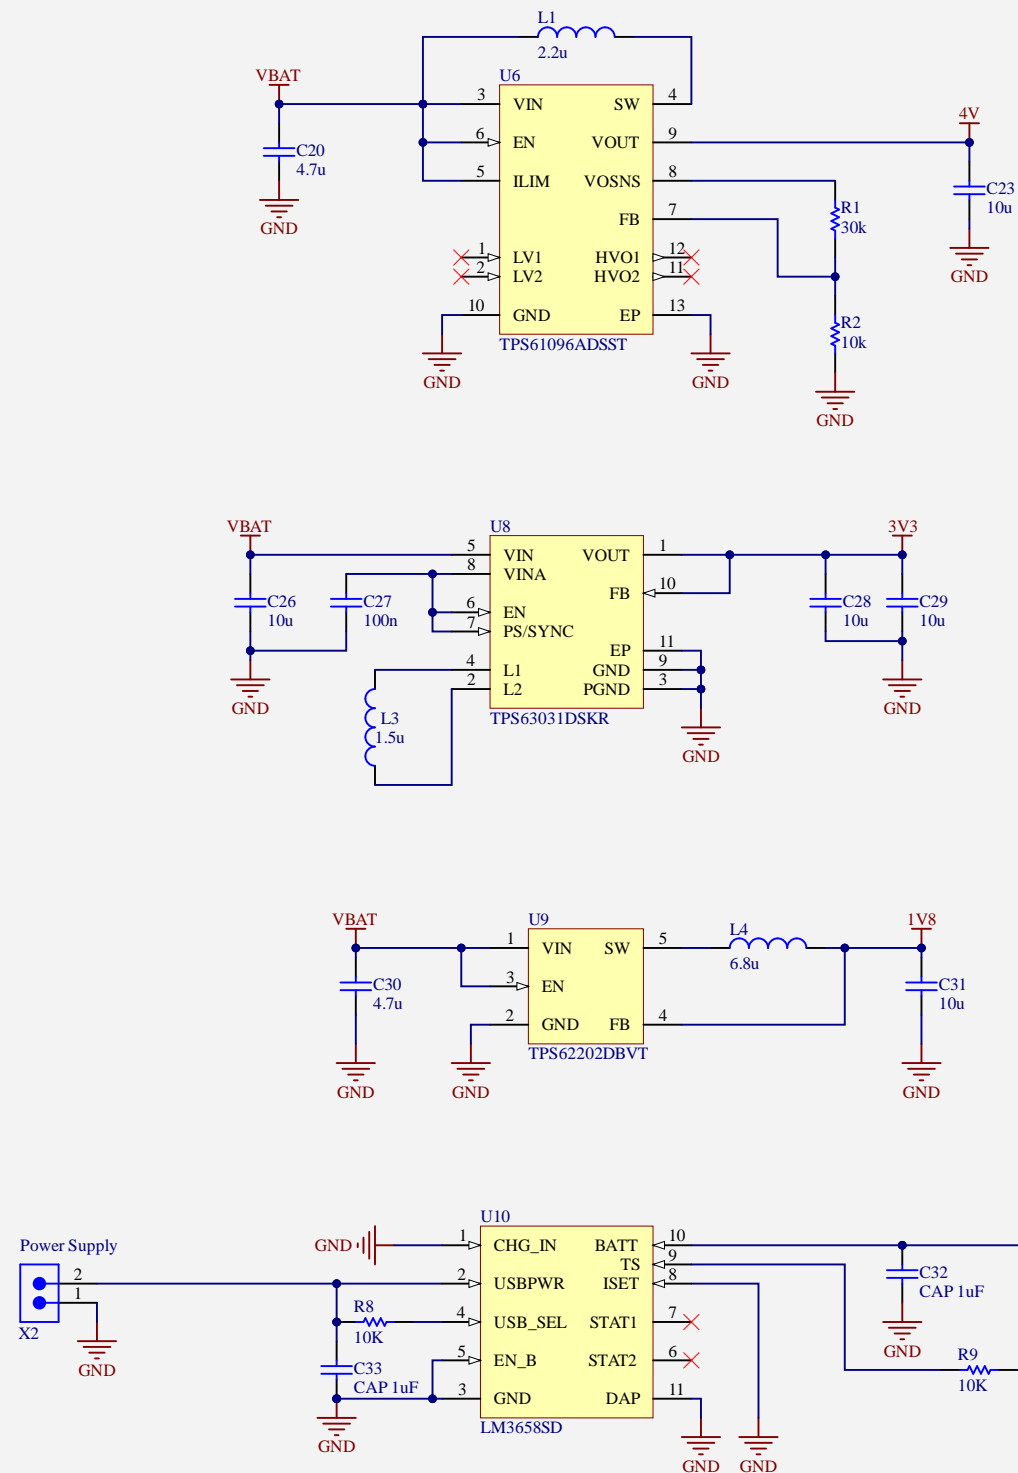 L1
2.2u
U6
VBAT
3 VIN SW 4
4V
6 EN VOUT 9
C20
4.7u
5 ILIM VOSNS 8
C23
10u
R1
30k
FB 7
GND
1 LV1 HVO1 12
2 LV2 HVO2 11
GND
10 GND EP 13
R2
10k
TPS61096ADSST
GND
GND
GND
VBAT
U8
3V3
5 VIN VOUT 1
8 VINA
FB 10
C26
10u
C27
100n
6 EN
7 PS/SYNC
C28
10u
C29
10u
EP 11
4 L1 GND 9
2 L2 PGND 3
GND
GND
L3
1.5u
TPS63031DSKR
GND
VBAT
U9
L4
6.8u
1V8
1 VIN SW 5
3 EN
C30
4.7u
C31
10u
2 GND FB 4
TPS62202DBVT
GND
GND
GND
U10
Power Supply
GND
1 CHG_IN BATT 10
TS 9
2
2 USBPWR ISET 8
1
C32
CAP 1uF
X2
R8
10K
4 USB_SEL STAT1 7
GND
GND
5 EN_B STAT2 6
C33
CAP 1uF
R9
10K
3 GND DAP 11
LM3658SD
GND
GND
GND